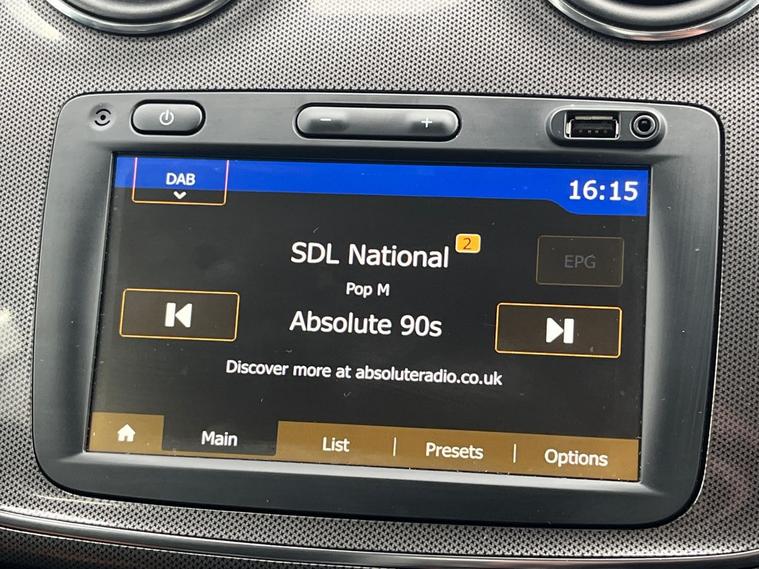 − +
DAB
16:15
SDL National 2
EPG
Pop M
Absolute 90s
Discover more at absoluteradio.co.uk
Main List | Presets | Options